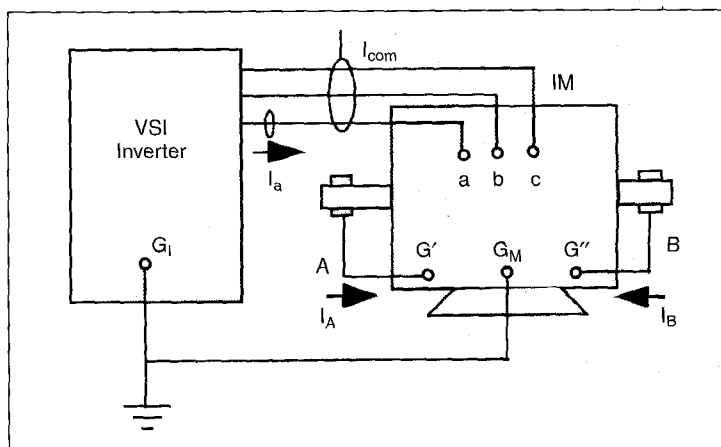 I_com
IM
VSI
Inverter
I_a
a b c
G_I
A
G'
G_M
G"
B
I_A
I_B